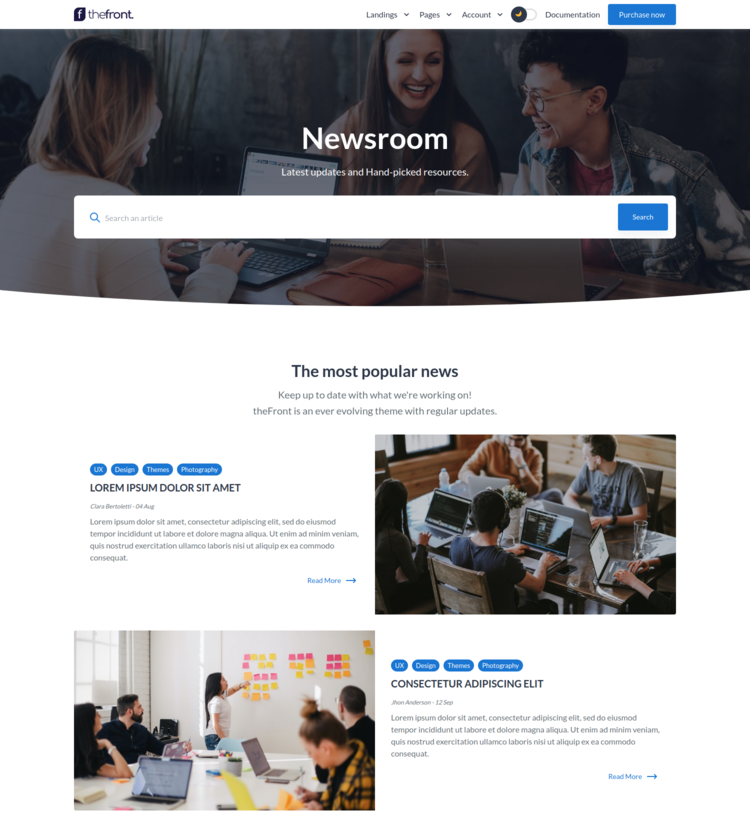 thefront.
Landings Pages Account Documentation Purchase now
Newsroom
Latest updates and Hand-picked resources.
Search an article Search
The most popular news
Keep up to date with what we're working on!
theFront is an ever evolving theme with regular updates.
UX Design Themes Photography
LOREM IPSUM DOLOR SIT AMET
Clara Bertoletti - 04 Aug
Lorem ipsum dolor sit amet, consectetur adipiscing elit, sed do eiusmod
tempor incididunt ut labore et dolore magna aliqua. Ut enim ad minim veniam,
quis nostrud exercitation ullamco laboris nisi ut aliquip ex ea commodo
consequat.
Read More
UX Design Themes Photography
CONSECTETUR ADIPISCING ELIT
Jhon Anderson - 12 Sep
Lorem ipsum dolor sit amet, consectetur adipiscing elit, sed do eiusmod
tempor incididunt ut labore et dolore magna aliqua. Ut enim ad minim veniam,
quis nostrud exercitation ullamco laboris nisi ut aliquip ex ea commodo
consequat.
Read More